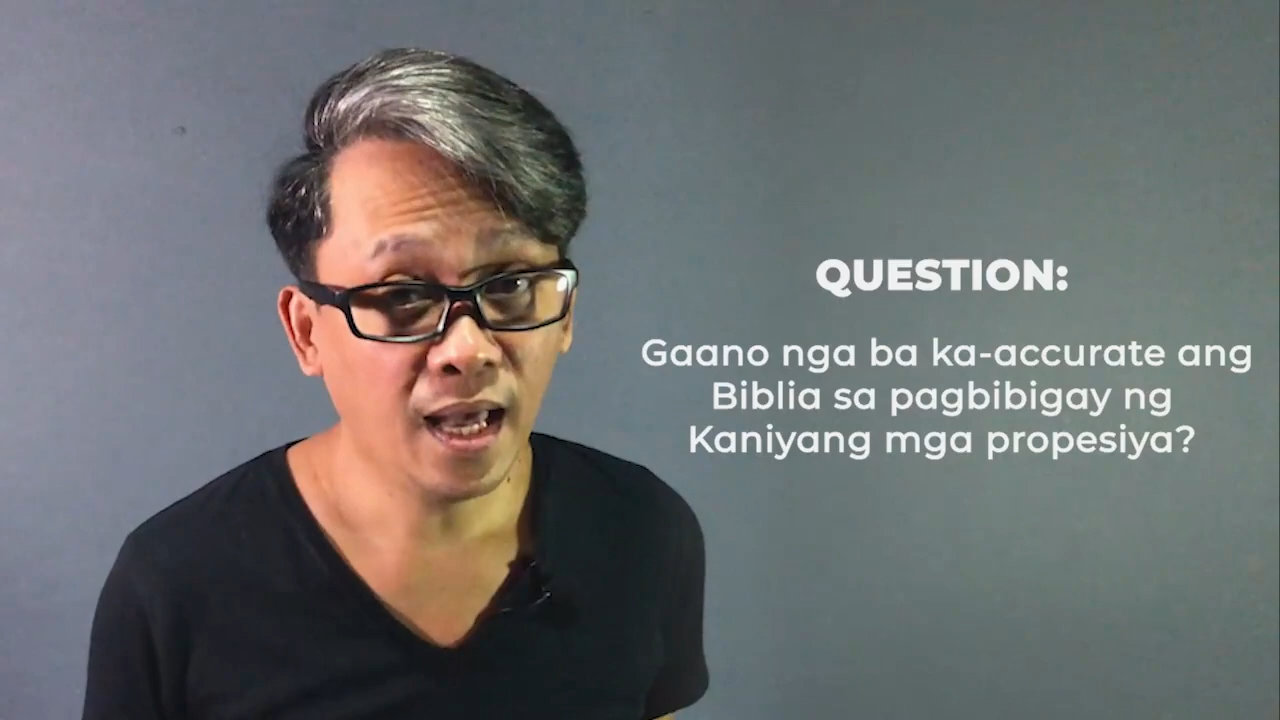 QUESTION:
Gaano nga ba ka-accurate ang
Biblia sa pagbibigay ng
Kaniyang mga propesiya?